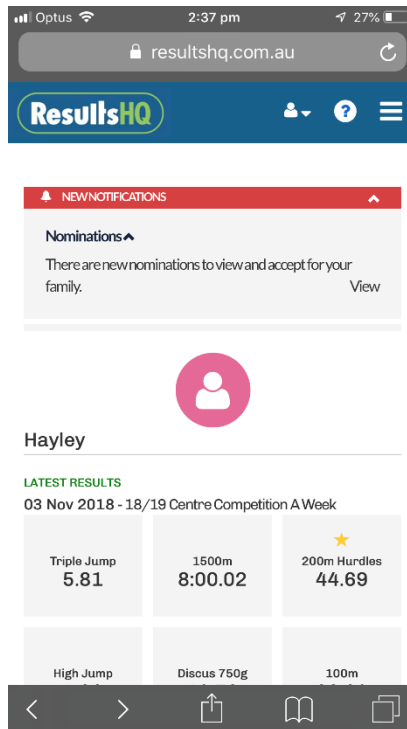 Optus 2:37 pm 27%
resultshq.com.au
ResultsHQ ?
NEW NOTIFICATIONS
Nominations
There are new nominations to view and accept for your
family. View
Hayley
LATEST RESULTS
03 Nov 2018 - 18/19 Centre Competition A Week
Triple Jump 1500m 200m Hurdles
5.81 8:00.02 44.69
High Jump Discus 750g 100m